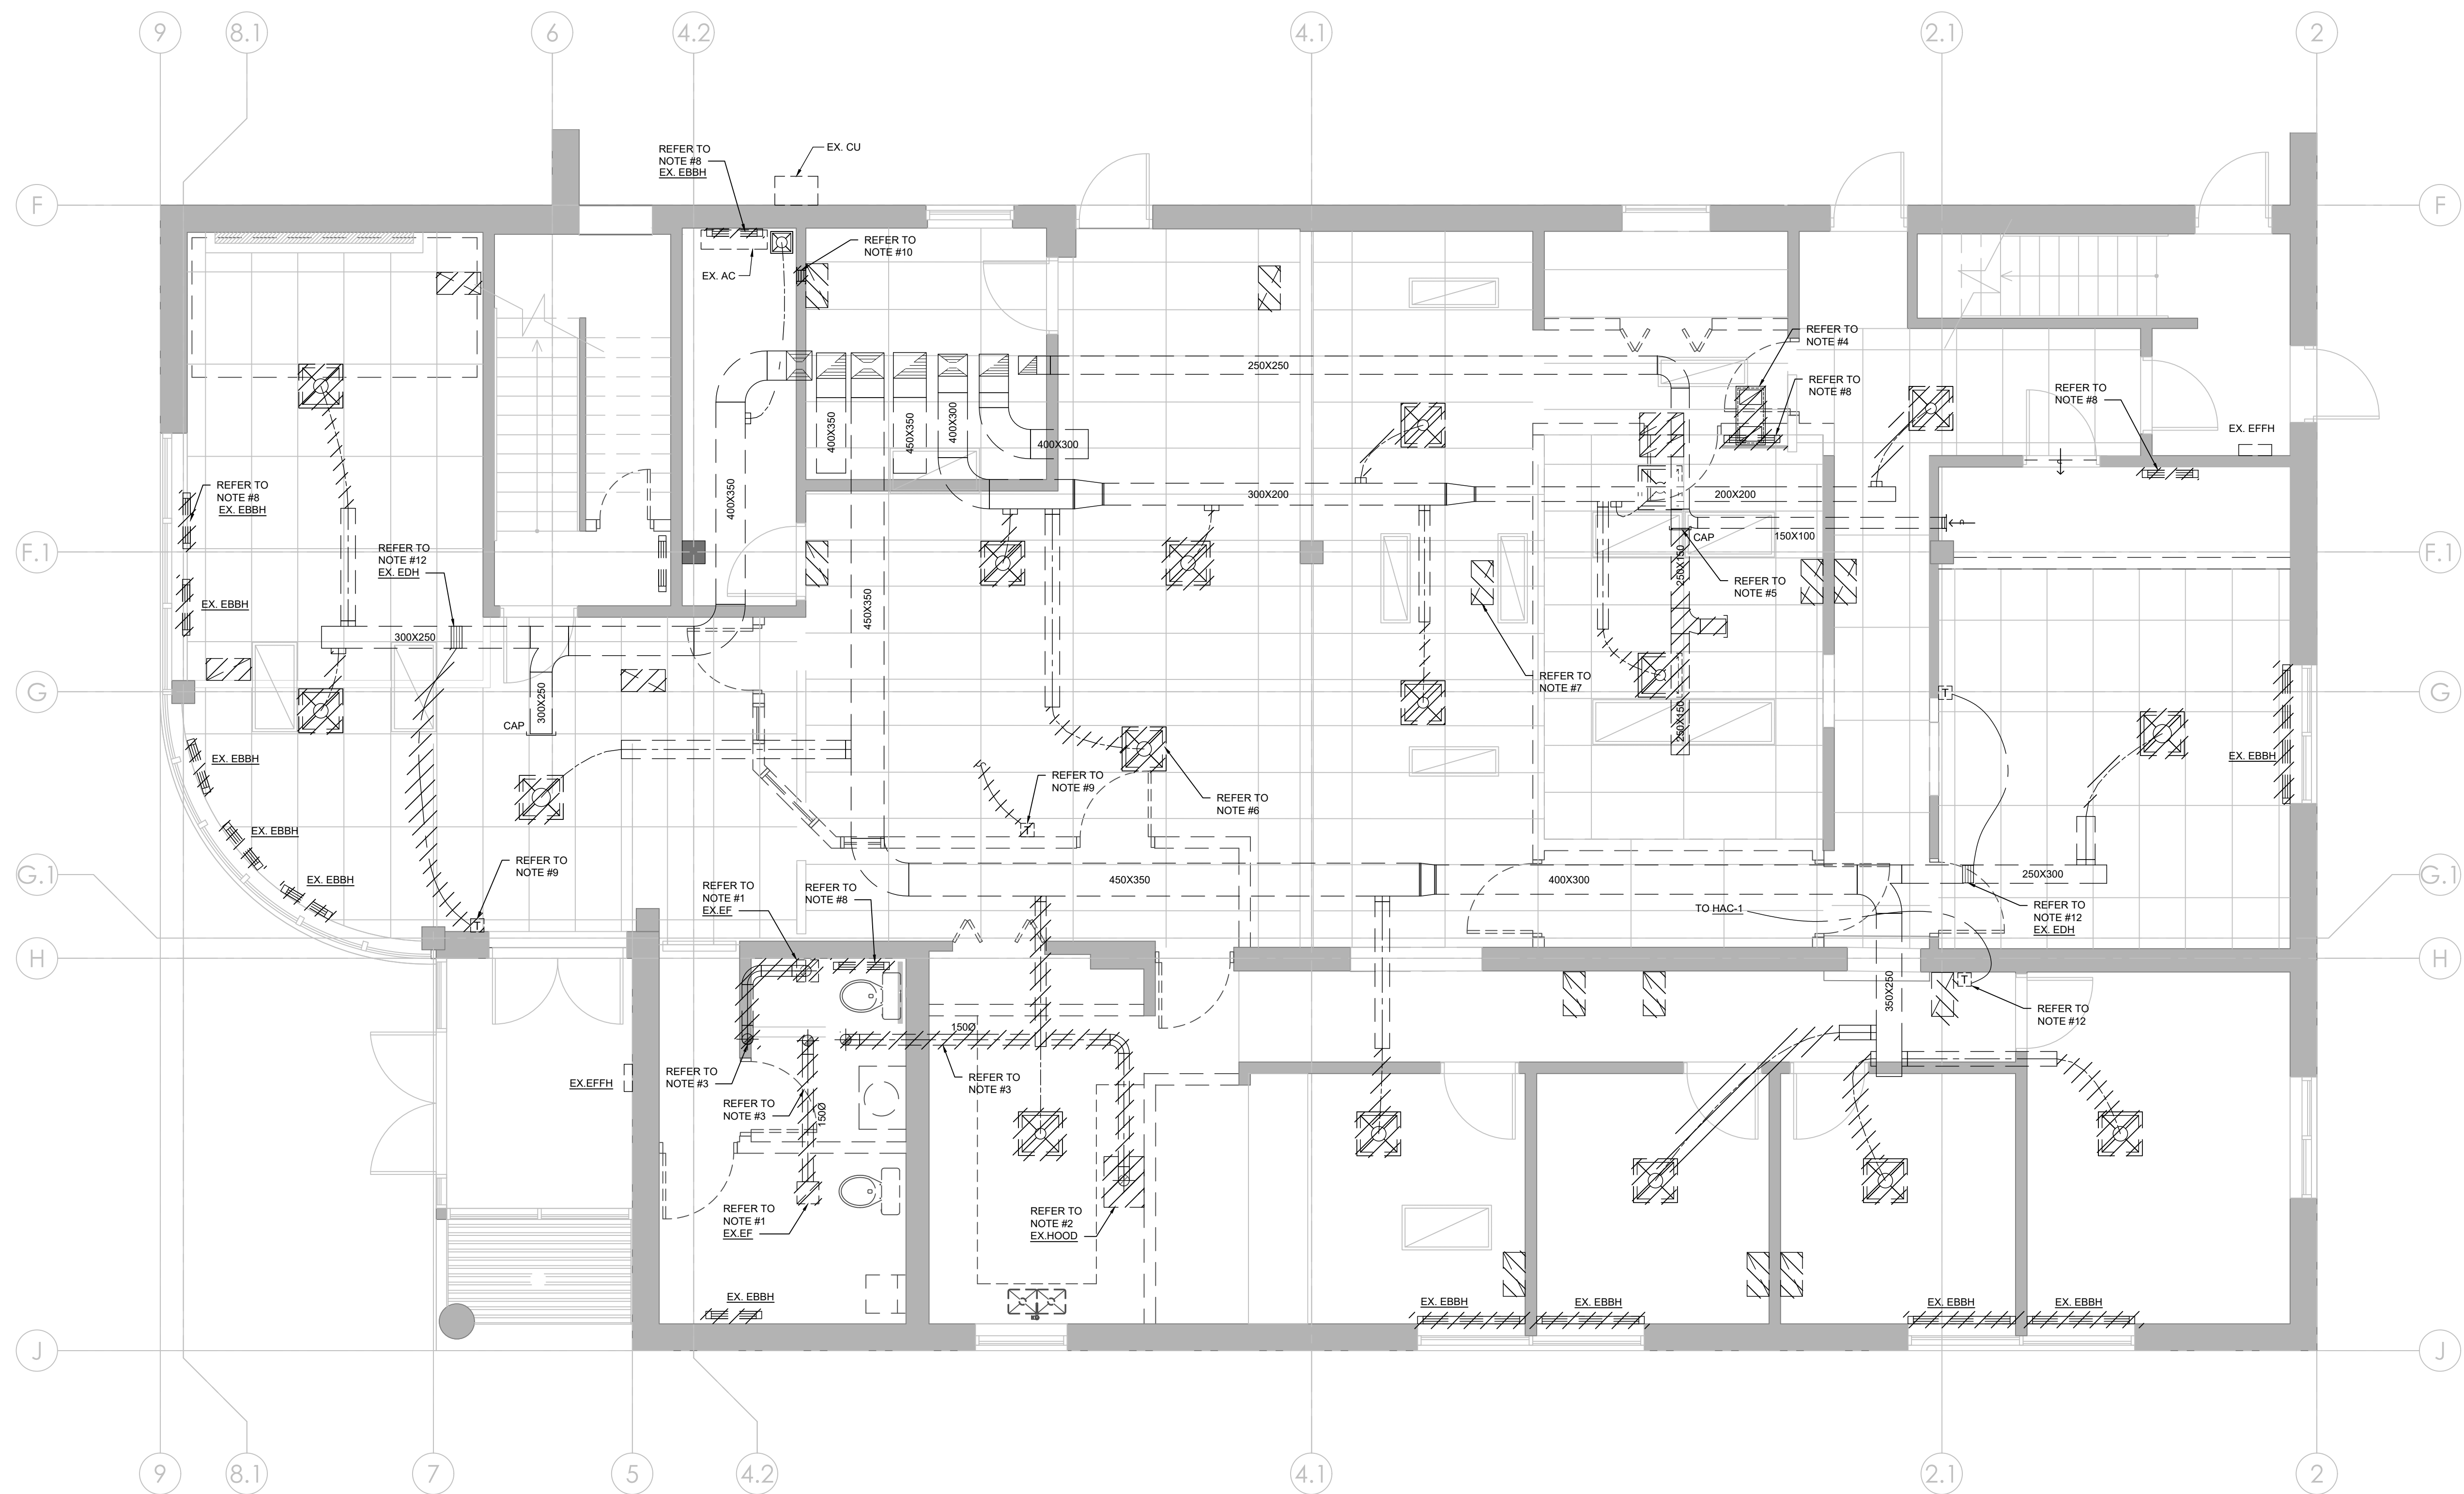 9
8.1
6
4.2
4.1
2.1
2
REFER TO
NOTE #8
EX. EBBH
EX. CU
F
F
REFER TO
NOTE #10
EX. AC
REFER TO
NOTE #4
250X250
REFER TO
NOTE #8
REFER TO
NOTE #8
400X350
450X350
400X300
400X300
EX. EFFH
REFER TO
NOTE #8
EX. EBBH
400X350
300X200
200X200
REFER TO
NOTE #12
EX. EDH
F.1
CAP
150X100
F.1
250X150
REFER TO
NOTE #5
EX. EBBH
450X350
300X250
REFER TO
NOTE #7
G
T
G
300X250
CAP
250X150
EX. EBBH
EX. EBBH
REFER TO
NOTE #9
REFER TO
NOTE #6
EX. EBBH
T
REFER TO
NOTE #9
G.1
EX. EBBH
REFER TO
NOTE #1
EX.EF
REFER TO
NOTE #8
450X350
400X300
250X300
G.1
T
TO HAC-1
REFER TO
NOTE #12
EX. EDH
H
H
T
350X250
REFER TO
NOTE #12
150Ø
EX.EFFH
REFER TO
NOTE #3
REFER TO
NOTE #3
REFER TO
NOTE #3
150Ø
REFER TO
NOTE #1
EX.EF
REFER TO
NOTE #2
EX.HOOD
EX. EBBH
EX. EBBH
EX. EBBH
EX. EBBH
EX. EBBH
J
J
9
8.1
7
5
4.2
4.1
2.1
2